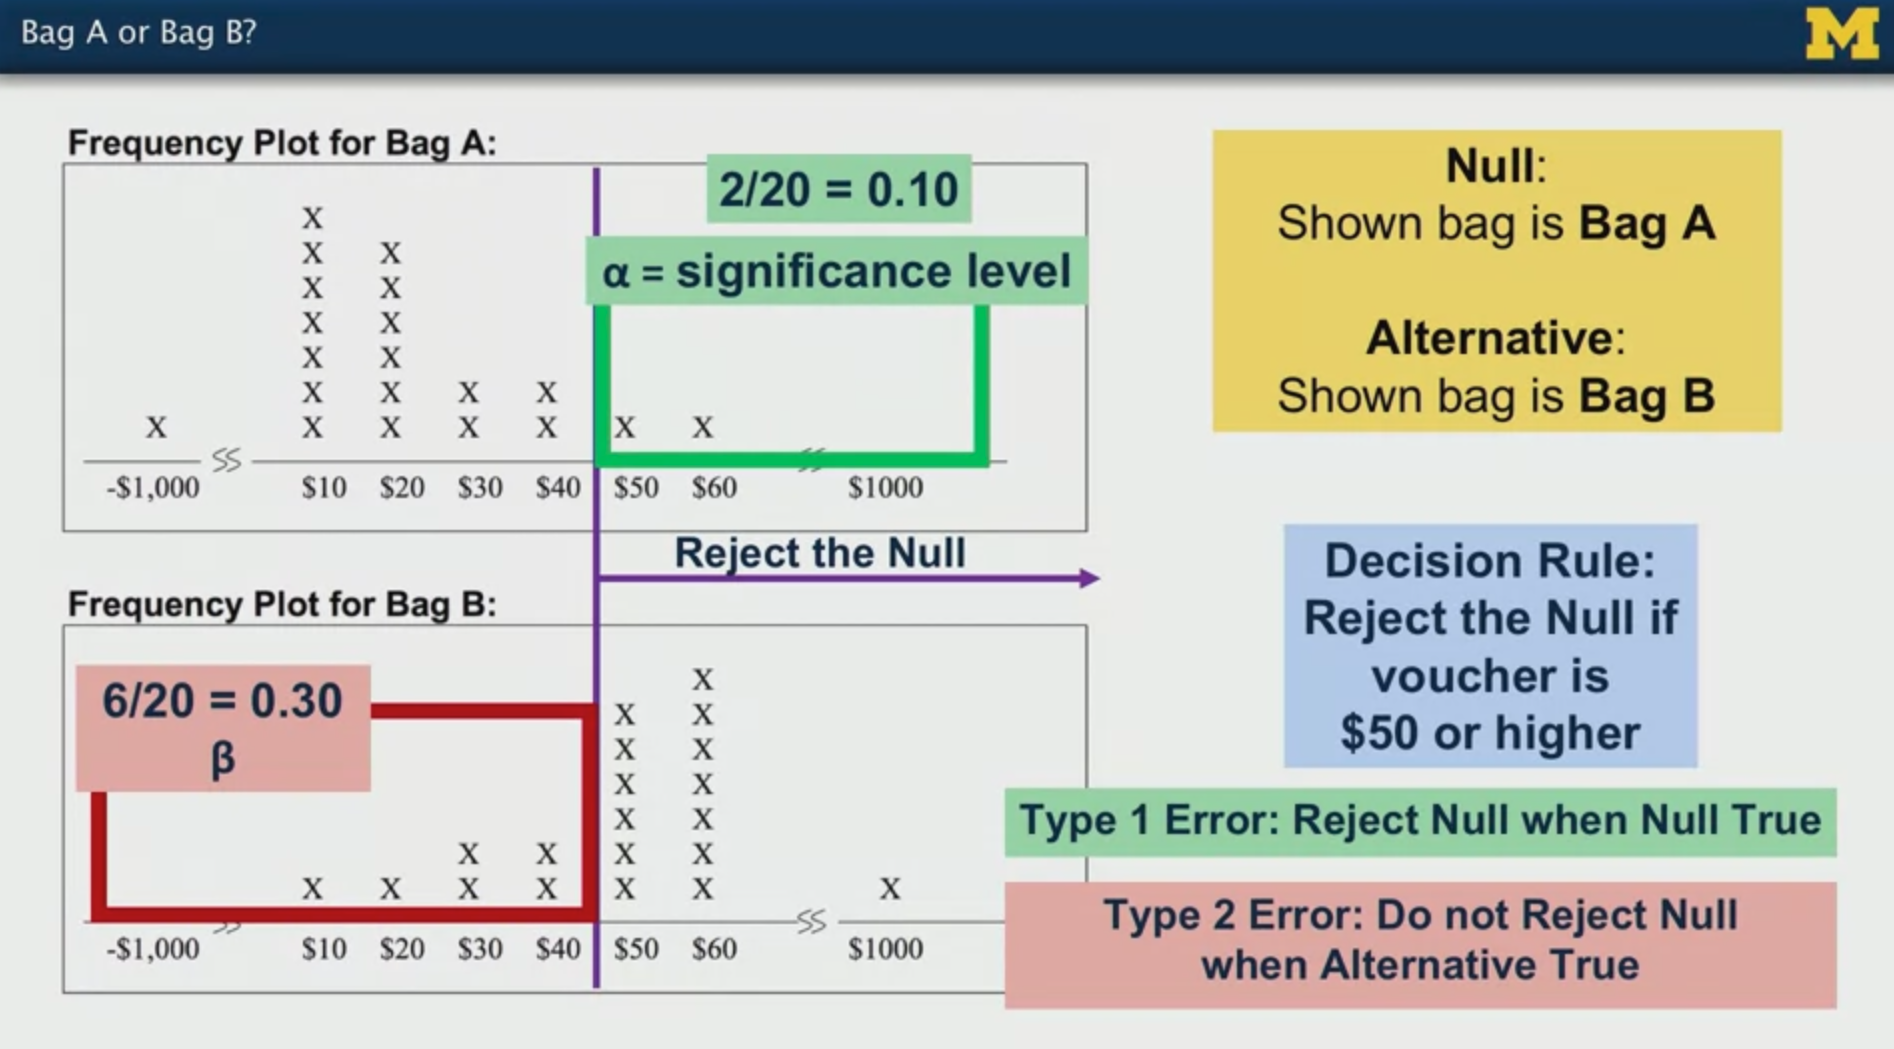 Bag A or Bag B?
M
Frequency Plot for Bag A:
2/20 = 0.10
α = significance level
X
X X
X X
X X
X X
X X X X
X X X X X X X
-$1,000 $10 $20 $30 $40 $50 $60 $1000
Reject the Null
Frequency Plot for Bag B:
6/20 = 0.30
β
X
X X
X X
X X
X X
X X X X
X X X X X X X
-$1,000 $10 $20 $30 $40 $50 $60 $1000
Null:
Shown bag is Bag A
Alternative:
Shown bag is Bag B
Decision Rule:
Reject the Null if
voucher is
$50 or higher
Type 1 Error: Reject Null when Null True
Type 2 Error: Do not Reject Null
when Alternative True